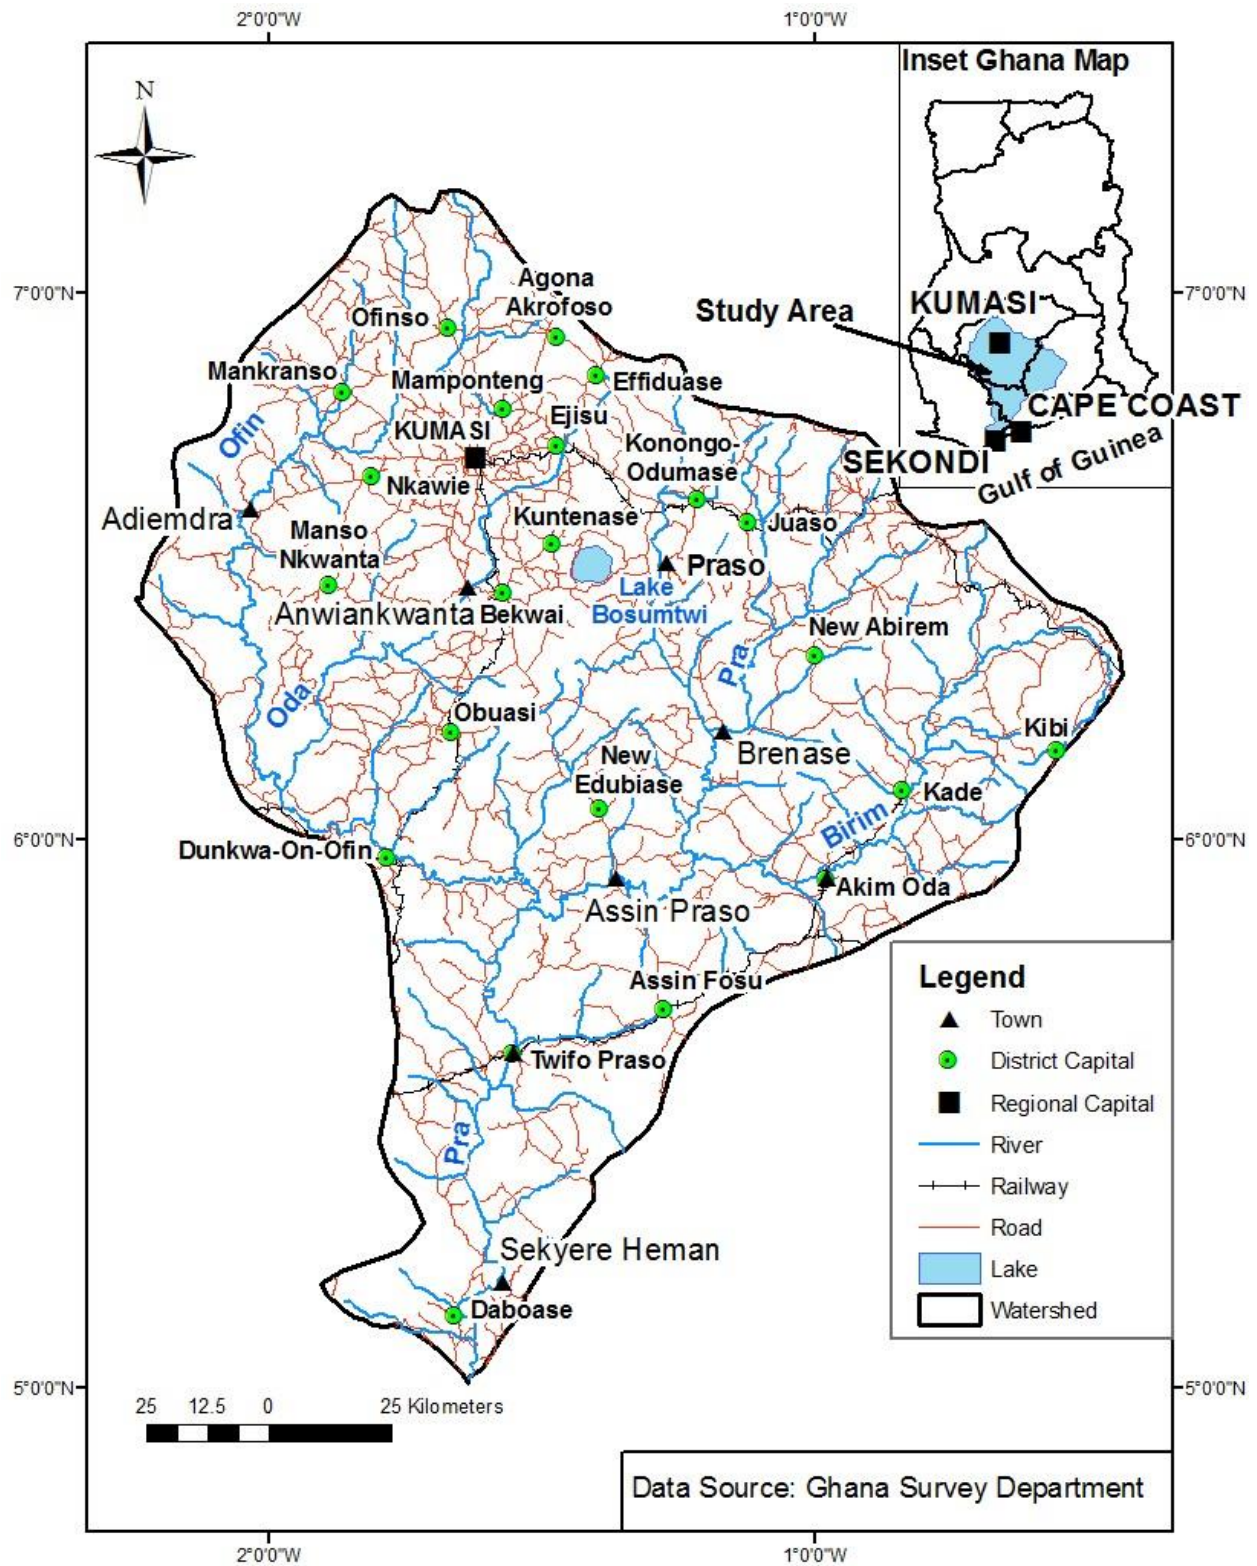 2°0'0"W
1°0'0"W
Inset Ghana Map
N
7°0'0"N
7°0'0"N
Agona
Akrofoso
Ofinso
Study Area
KUMASI
Mankranso
Mamponteng
Effiduase
Ejisu
CAPE COAST
Ofin
KUMASI
Konongo-
Odumase
SEKONDI
Gulf of Guinea
Nkawie
Adiemdra
Manso
Nkwanta
Kuntenase
Juaso
Praso
Lake
Bosumtwi
Anwiankwanta
Bekwai
New Abirem
Pra
Oda
Obuasi
Kibi
Brenase
New
Edubiase
Kade
Birim
6°0'0"N
6°0'0"N
Dunkwa-On-Ofin
Akim Oda
Assin Praso
Assin Fosu
Twifo Praso
Pra
Sekyere Heman
Daboase
Legend
Town
District Capital
Regional Capital
River
Railway
Road
Lake
Watershed
5°0'0"N
5°0'0"N
25 12.5 0 25 Kilometers
Data Source: Ghana Survey Department
2°0'0"W
1°0'0"W